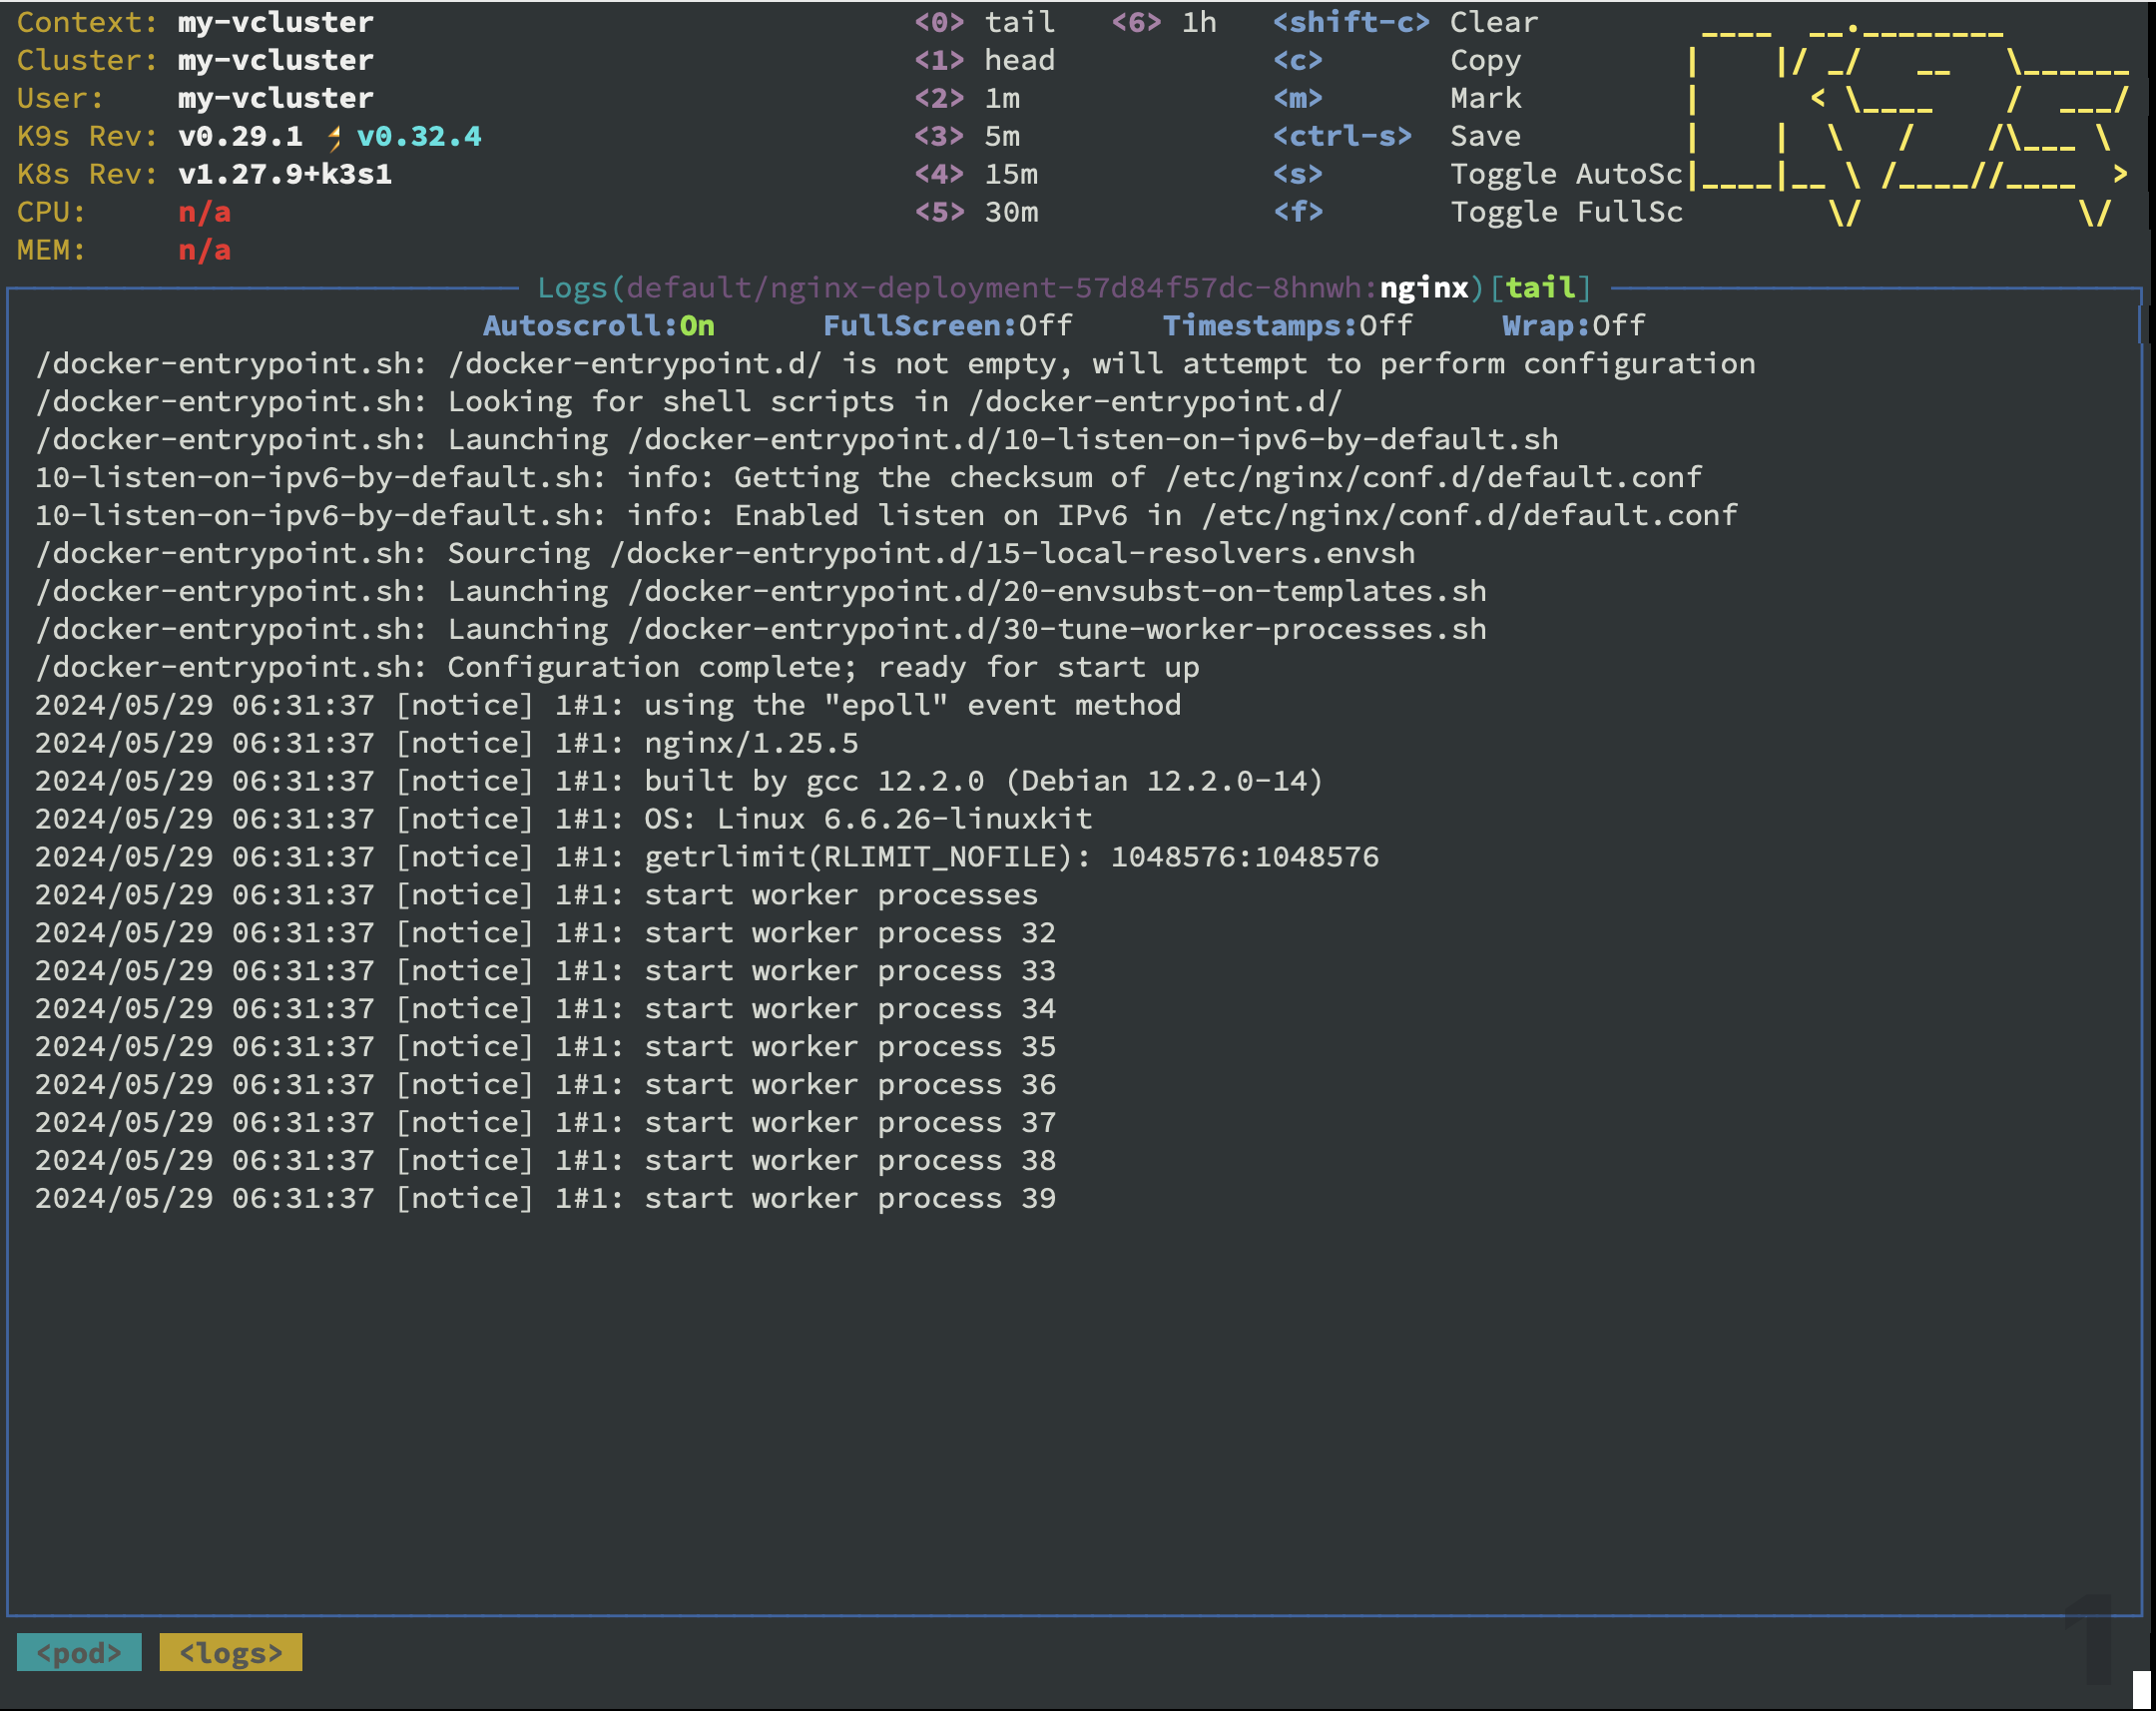 Context: my-vcluster <0> tail <6> 1h <shift-c> Clear
Cluster: my-vcluster <1> head <c> Copy
User: my-vcluster <2> 1m <m> Mark
K9s Rev: v0.29.1 ⚡ v0.32.4 <3> 5m <ctrl-s> Save
K8s Rev: v1.27.9+k3s1 <4> 15m <s> Toggle AutoSc
CPU: n/a <5> 30m <f> Toggle FullSc
MEM: n/a
Logs(default/nginx-deployment-57d84f57dc-8hnwh:nginx)[tail]
Autoscroll:On FullScreen:Off Timestamps:Off Wrap:Off
/docker-entrypoint.sh: /docker-entrypoint.d/ is not empty, will attempt to perform configuration
/docker-entrypoint.sh: Looking for shell scripts in /docker-entrypoint.d/
/docker-entrypoint.sh: Launching /docker-entrypoint.d/10-listen-on-ipv6-by-default.sh
10-listen-on-ipv6-by-default.sh: info: Getting the checksum of /etc/nginx/conf.d/default.conf
10-listen-on-ipv6-by-default.sh: info: Enabled listen on IPv6 in /etc/nginx/conf.d/default.conf
/docker-entrypoint.sh: Sourcing /docker-entrypoint.d/15-local-resolvers.envsh
/docker-entrypoint.sh: Launching /docker-entrypoint.d/20-envsubst-on-templates.sh
/docker-entrypoint.sh: Launching /docker-entrypoint.d/30-tune-worker-processes.sh
/docker-entrypoint.sh: Configuration complete; ready for start up
2024/05/29 06:31:37 [notice] 1#1: using the "epoll" event method
2024/05/29 06:31:37 [notice] 1#1: nginx/1.25.5
2024/05/29 06:31:37 [notice] 1#1: built by gcc 12.2.0 (Debian 12.2.0-14)
2024/05/29 06:31:37 [notice] 1#1: OS: Linux 6.6.26-linuxkit
2024/05/29 06:31:37 [notice] 1#1: getrlimit(RLIMIT_NOFILE): 1048576:1048576
2024/05/29 06:31:37 [notice] 1#1: start worker processes
2024/05/29 06:31:37 [notice] 1#1: start worker process 32
2024/05/29 06:31:37 [notice] 1#1: start worker process 33
2024/05/29 06:31:37 [notice] 1#1: start worker process 34
2024/05/29 06:31:37 [notice] 1#1: start worker process 35
2024/05/29 06:31:37 [notice] 1#1: start worker process 36
2024/05/29 06:31:37 [notice] 1#1: start worker process 37
2024/05/29 06:31:37 [notice] 1#1: start worker process 38
2024/05/29 06:31:37 [notice] 1#1: start worker process 39
<pod> <logs>
1